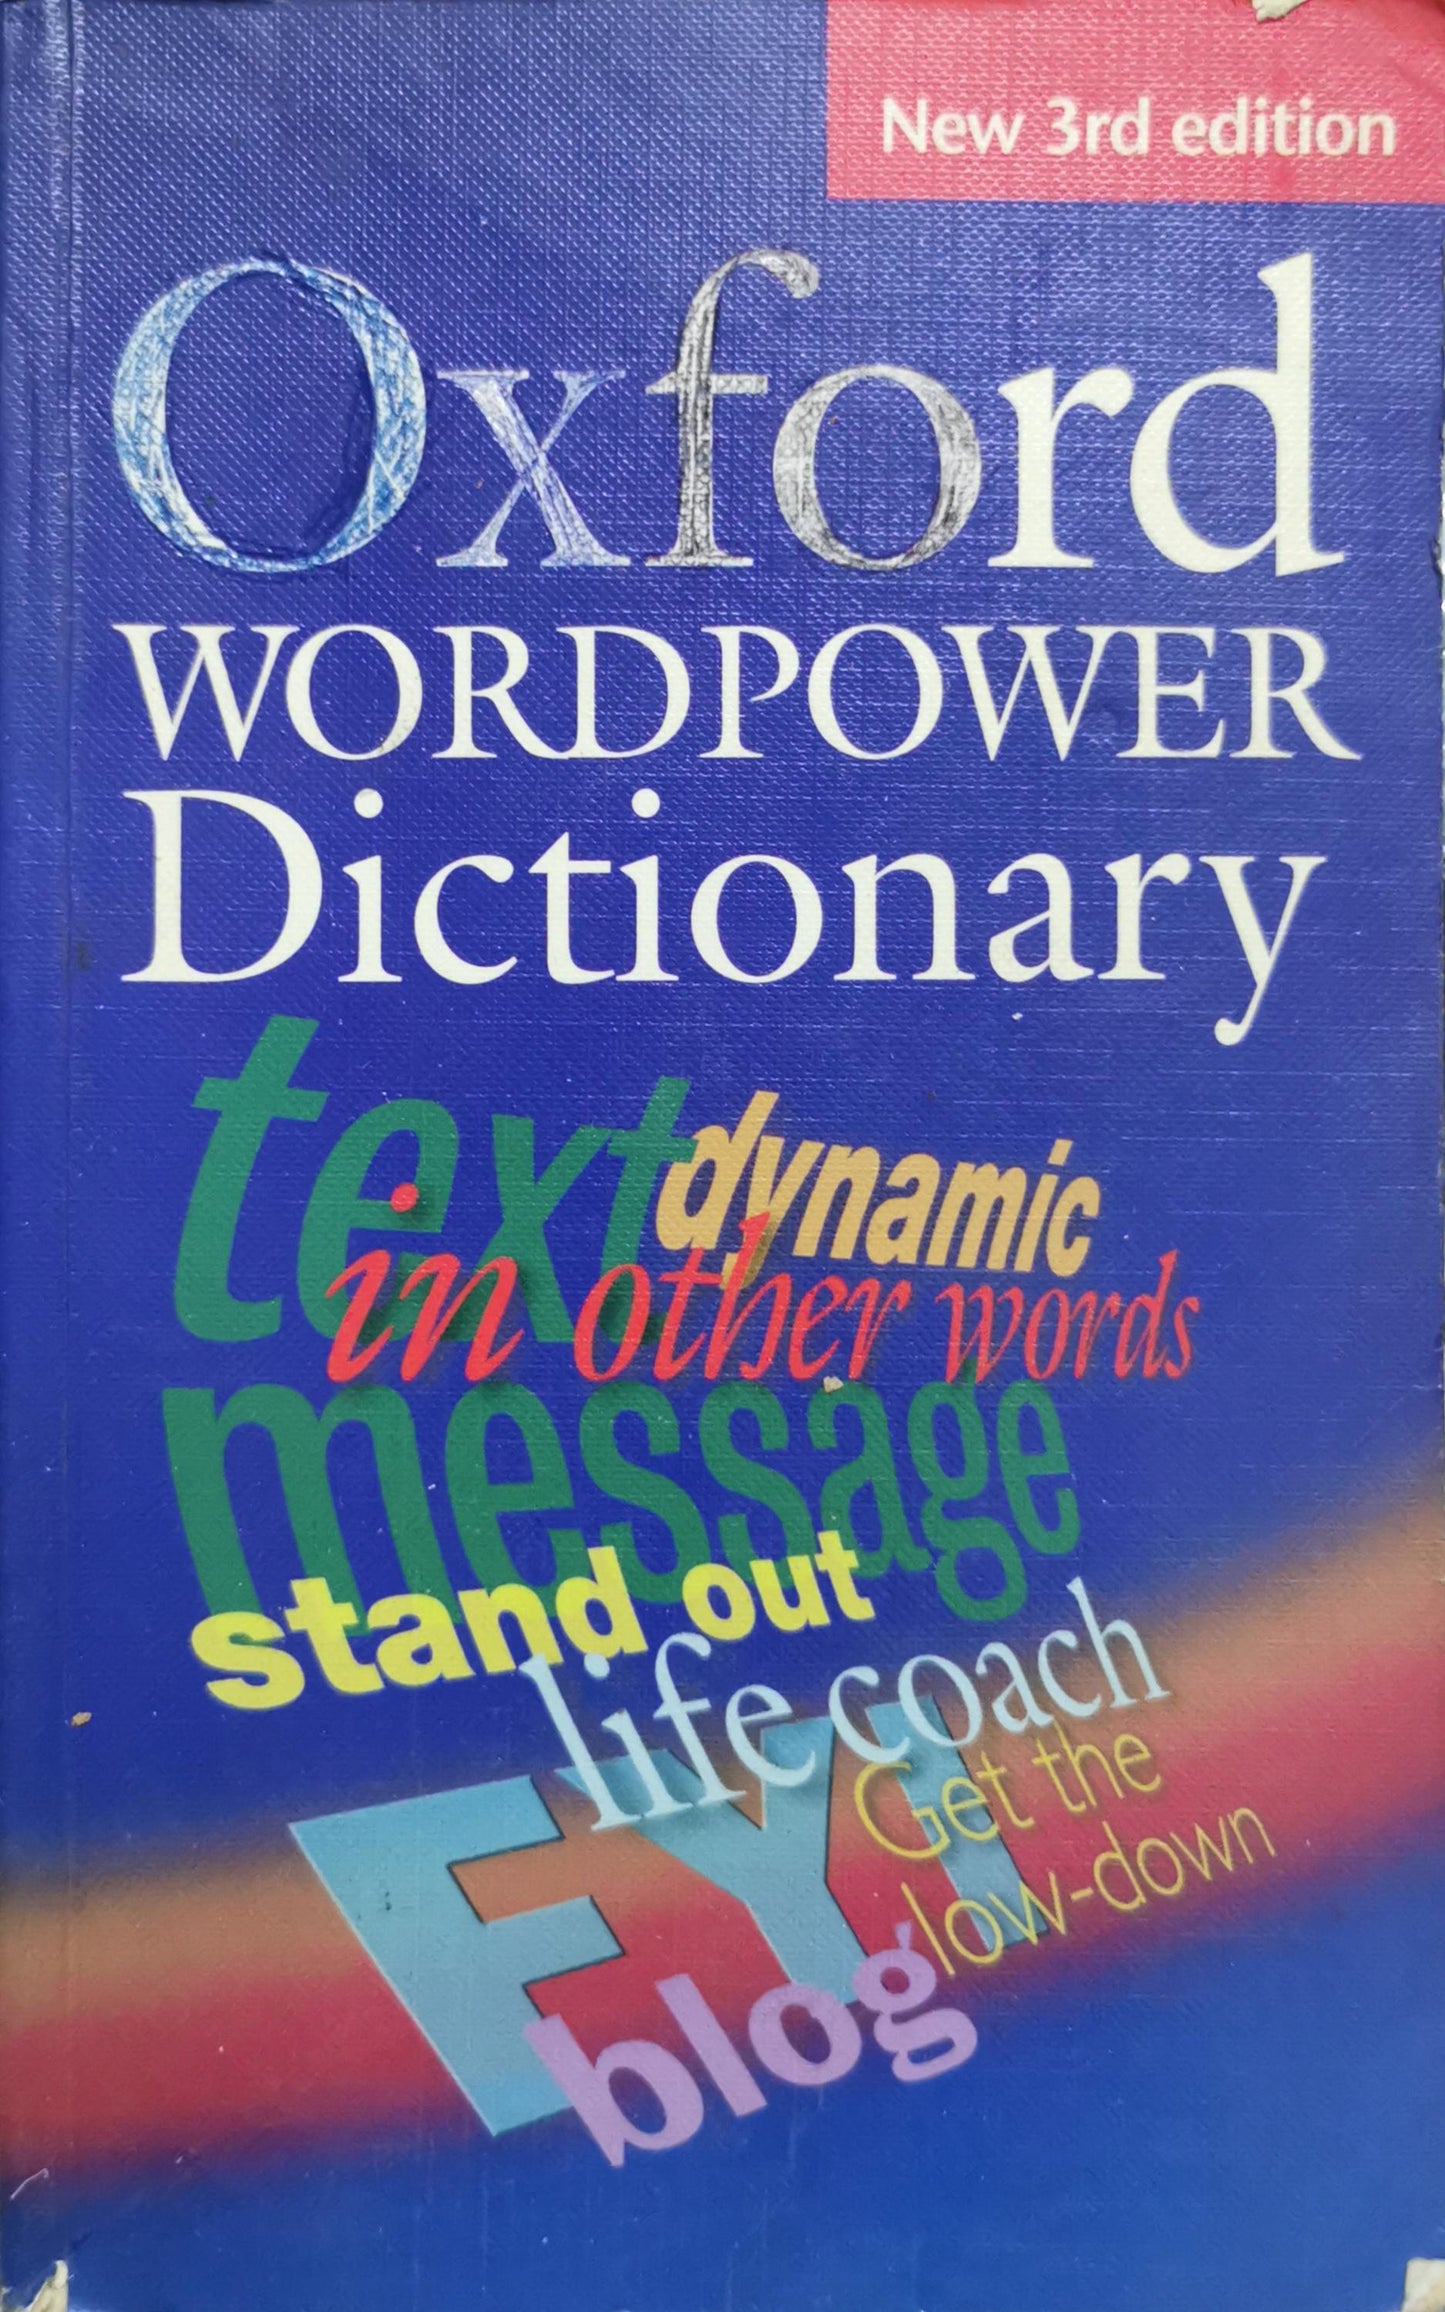 New 3rd edition
Oxford
WORDPOWER
Dictionary
text
dynamic
in other words
message
stand out
life coach
FYI
Get the
low-down
blog